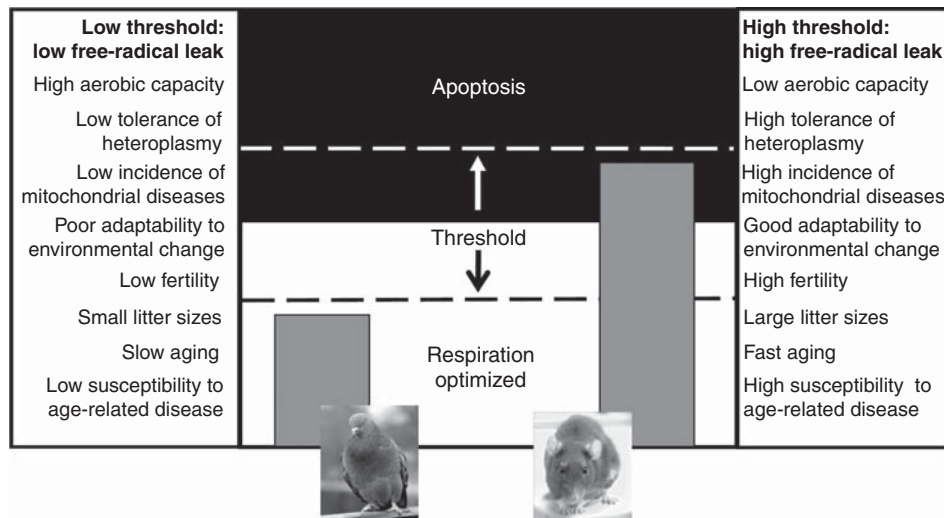 Low threshold:
low free-radical leak
High aerobic capacity
Low tolerance of
heteroplasmy
Low incidence of
mitochondrial diseases
Poor adaptability to
environmental change
Low fertility
Small litter sizes
Slow aging
Low susceptibility to
age-related disease
Apoptosis
Threshold
Respiration
optimized
High threshold:
high free-radical leak
Low aerobic capacity
High tolerance of
heteroplasmy
High incidence of
mitochondrial diseases
Good adaptability to
environmental change
High fertility
Large litter sizes
Fast aging
High susceptibility to
age-related disease